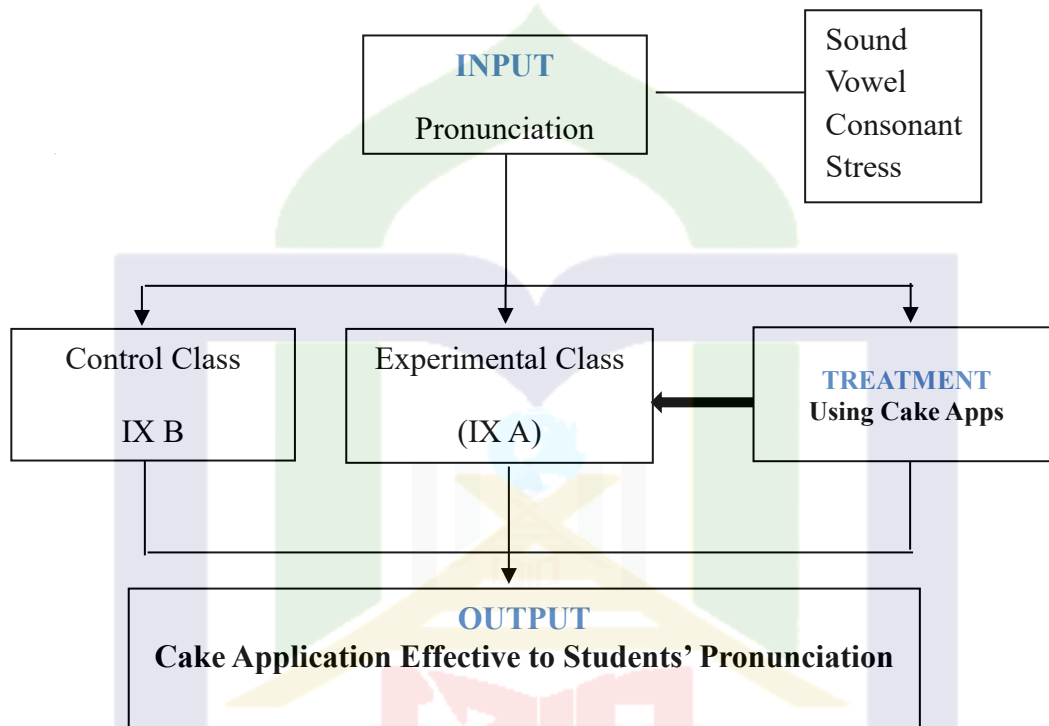 INPUT
Pronunciation
Sound
Vowel
Consonant
Stress
Control Class
IX B
Experimental Class
(IX A)
TREATMENT
Using Cake Apps
OUTPUT
Cake Application Effective to Students’ Pronunciation